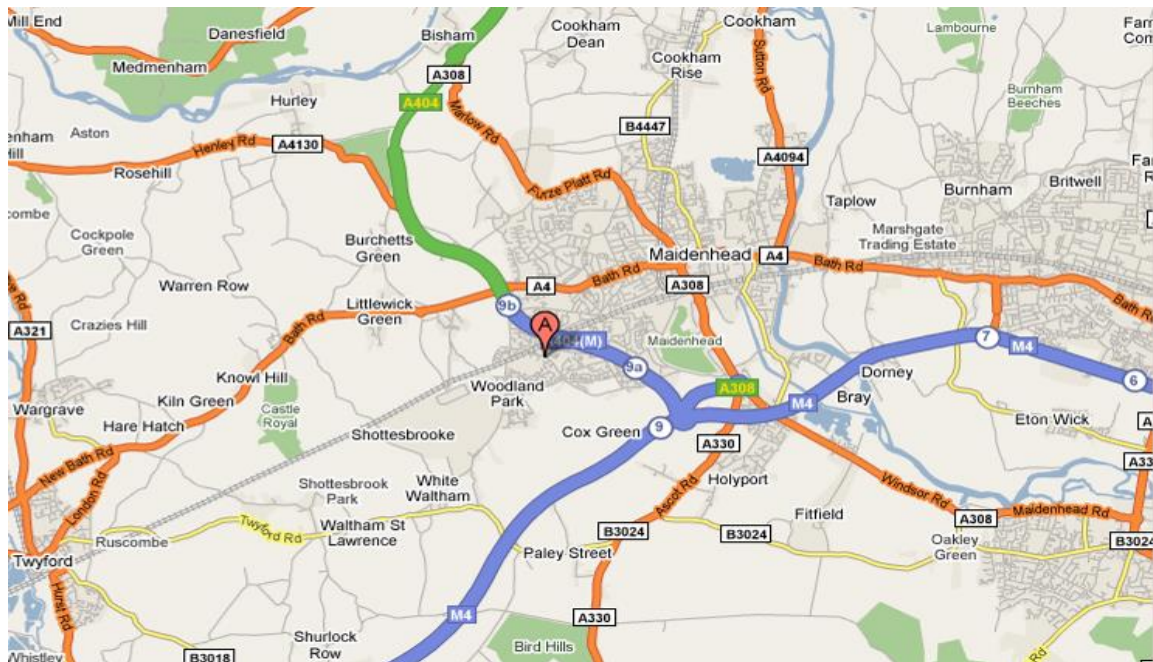 Mill End
Danesfield
Medmenham
Bisham
Cookham
Dean
Cookham
Cookham
Rise
Lambourne
Burnham
Beeches
A308
A404
Sutton Rd
Hurley
Marlow Rd
B4447
Aston
Henley Rd
A4130
Rosehill
A4094
Burnham
Britwell
Furze Platt Rd
Taplow
Cockpole
Green
Burchetts
Green
Marshgate
Trading Estate
Maidenhead
A4
Bath Rd
Warren Row
Littlewick
Green
A4
Bath Rd
A308
Bath Rd
9b
A321
Crazies Hill
Bath Rd
A
(M)
Maidenhead
7
M4
9a
Knowl Hill
Woodland
Park
A308
Dorney
6
Wargrave
Kiln Green
Castle
Royal
M4
Bray
Hare Hatch
Shottesbrooke
Cox Green
9
Eton Wick
A330
New Bath Rd
London Rd
Shottesbrook
Park
White
Waltham
Holyport
Windsor Rd
Ascot Rd
Twyford Rd
Waltham St
Lawrence
Fitfield
A308
Maidenhead Rd
Ruscombe
B3024
B3024
Oakley
Green
B3024
Twyford
Paley Street
Hurst Rd
M4
A330
Shurlock
Row
Bird Hills
B3018
Whistley